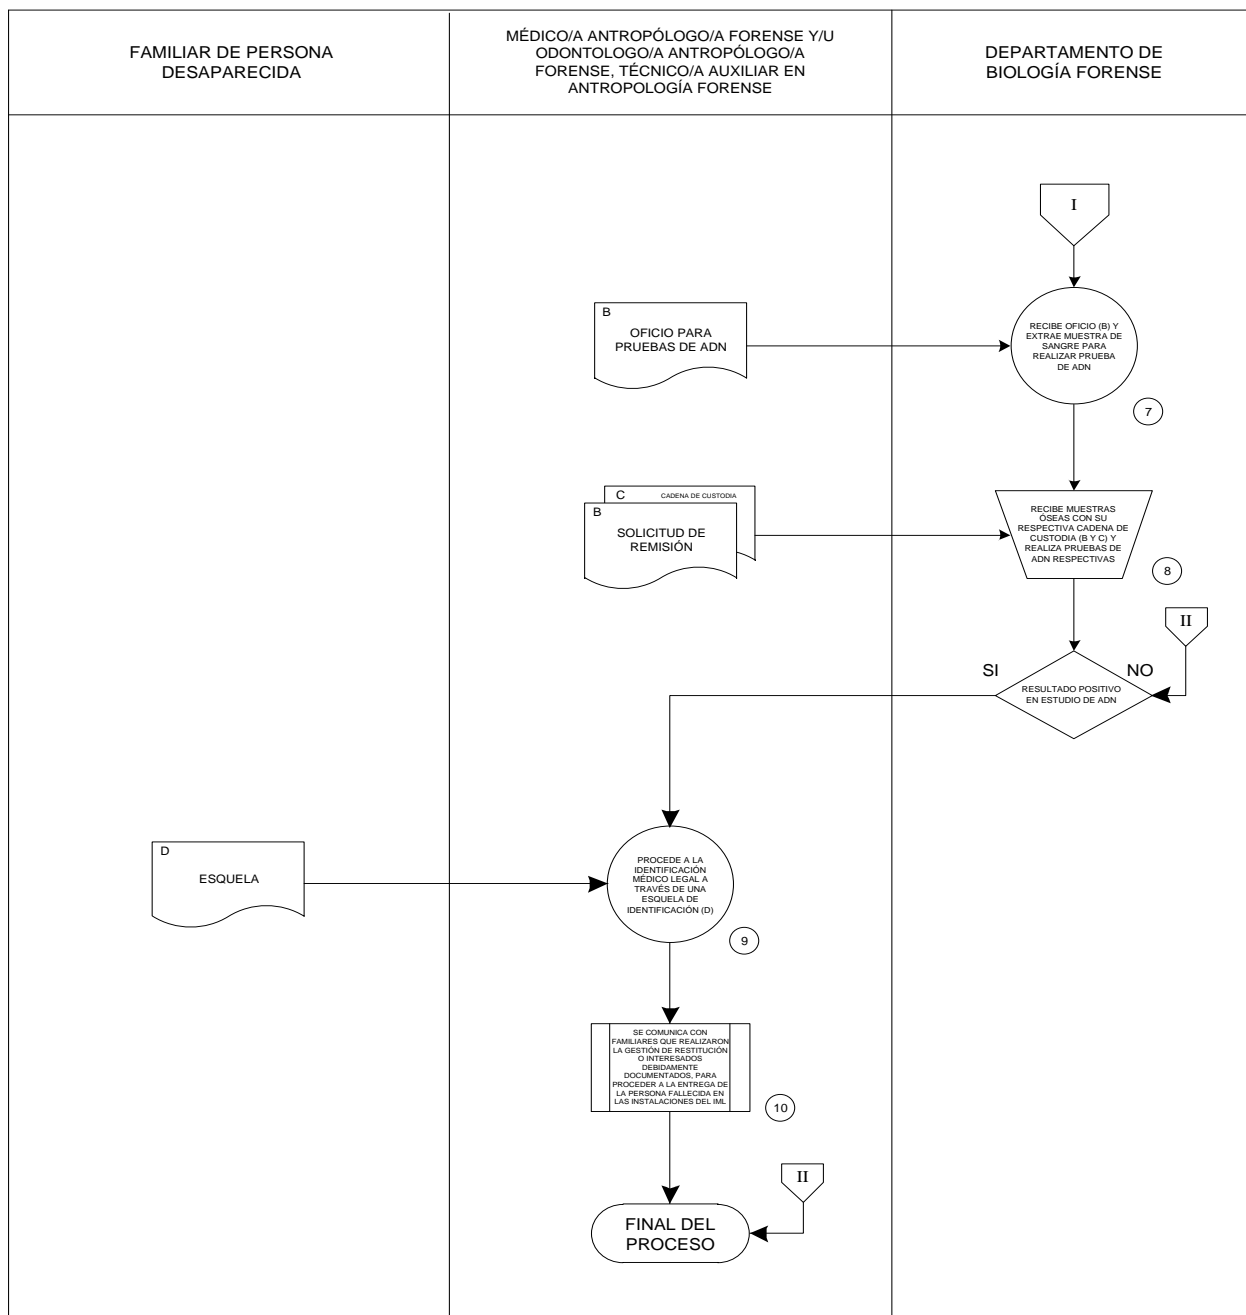 FAMILIAR DE PERSONA
DESAPARECIDA
MÉDICO/A ANTROPÓLOGO/A FORENSE Y/U
ODONTOLOGO/A ANTROPÓLOGO/A
FORENSE, TÉCNICO/A AUXILIAR EN
ANTROPOLOGÍA FORENSE
DEPARTAMENTO DE
BIOLOGÍA FORENSE
I
B
OFICIO PARA
PRUEBAS DE ADN
RECIBE OFICIO (B) Y
EXTRAE MUESTRA DE
SANGRE PARA
REALIZAR PRUEBA
DE ADN
7
C
CADENA DE CUSTODIA
B
SOLICITUD DE
REMISIÓN
RECIBE MUESTRAS
ÓSEAS CON SU
RESPECTIVA CADENA DE
CUSTODIA (B Y C) Y
REALIZA PRUEBAS DE
ADN RESPECTIVAS
8
II
SI
NO
RESULTADO POSITIVO
EN ESTUDIO DE ADN
D
ESQUELA
PROCEDE A LA
IDENTIFICACIÓN
MÉDICO LEGAL A
TRAVÉS DE UNA
ESQUELA DE
IDENTIFICACIÓN (D)
9
SE COMUNICA CON
FAMILIARES QUE REALIZARON
LA GESTIÓN DE RESTITUCIÓN
O INTERESADOS
DEBIDAMENTE
DOCUMENTADOS, PARA
PROCEDER A LA ENTREGA DE
LA PERSONA FALLECIDA EN
LAS INSTALACIONES DEL IML
10
II
FINAL DEL
PROCESO